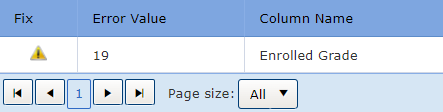 Fix Error Value Column Name
19 Enrolled Grade
1 Page size: All